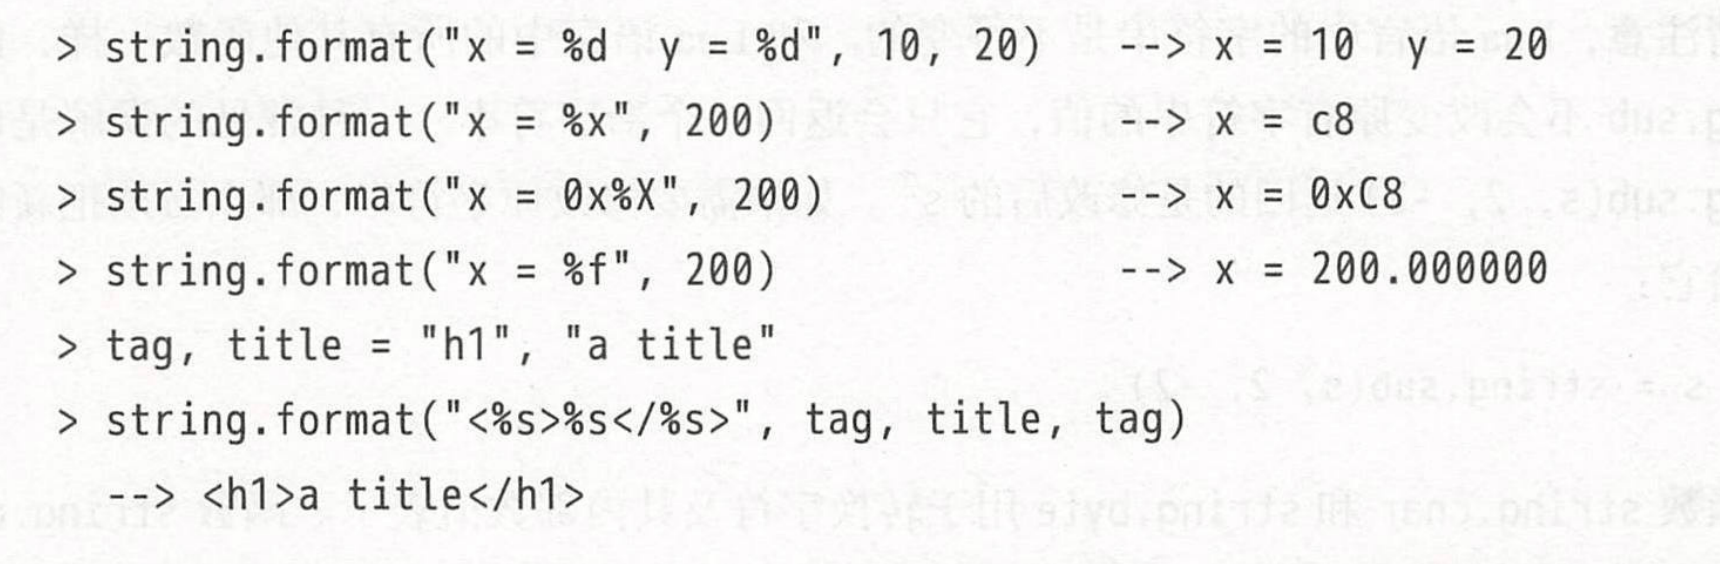 > string.format("x = %d  y = %d", 10, 20)   --> x = 10  y = 20
> string.format("x = %x", 200)              --> x = c8
> string.format("x = 0x%X", 200)            --> x = 0xC8
> string.format("x = %f", 200)              --> x = 200.000000
> tag, title = "h1", "a title"
> string.format("<%s>%s</%s>", tag, title, tag)
  --> <h1>a title</h1>